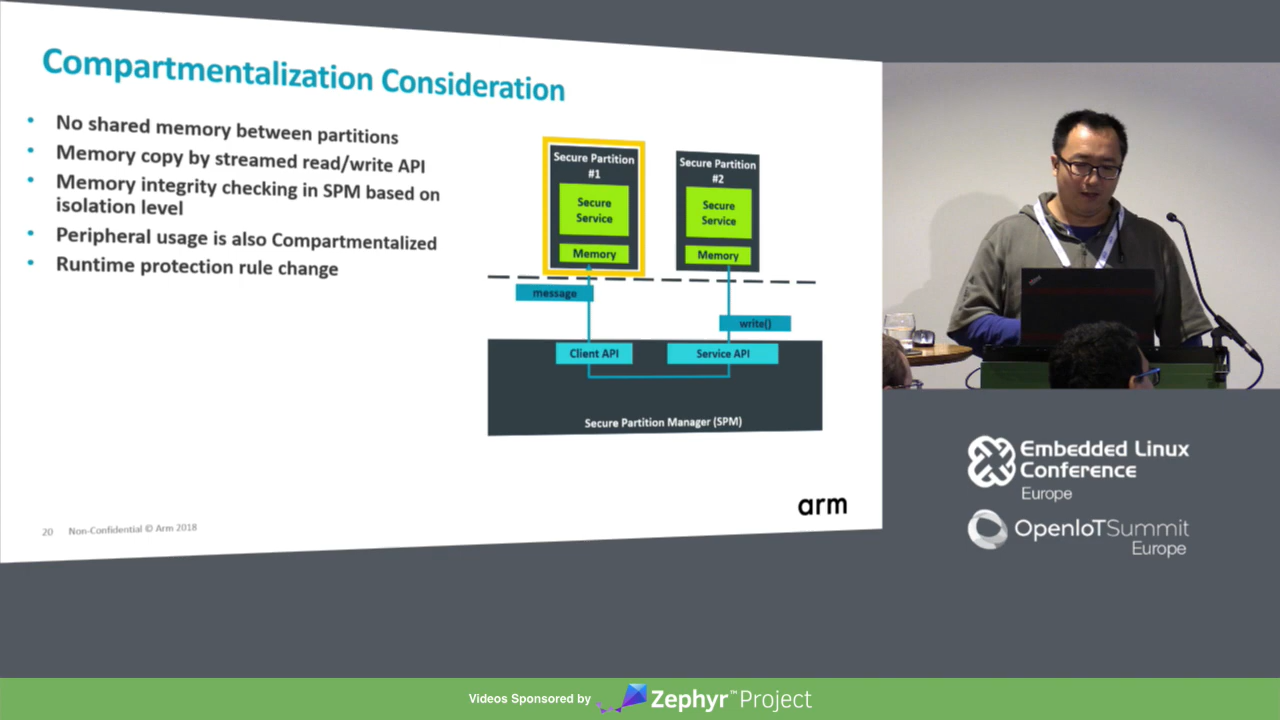 Compartmentalization Consideration
• No shared memory between partitions
• Memory copy by streamed read/write API
• Memory integrity checking in SPM based on
isolation level
• Peripheral usage is also Compartmentalized
• Runtime protection rule change
Secure Partition
#1
Secure
Service
Memory
Secure Partition
#2
Secure
Service
Memory
message
write()
Client API
Service API
Secure Partition Manager (SPM)
20 Non-Confidential © Arm 2018
arm
Embedded Linux
Conference
Europe
OpenIoTSummit
Europe
Videos Sponsored by Zephyr™Project